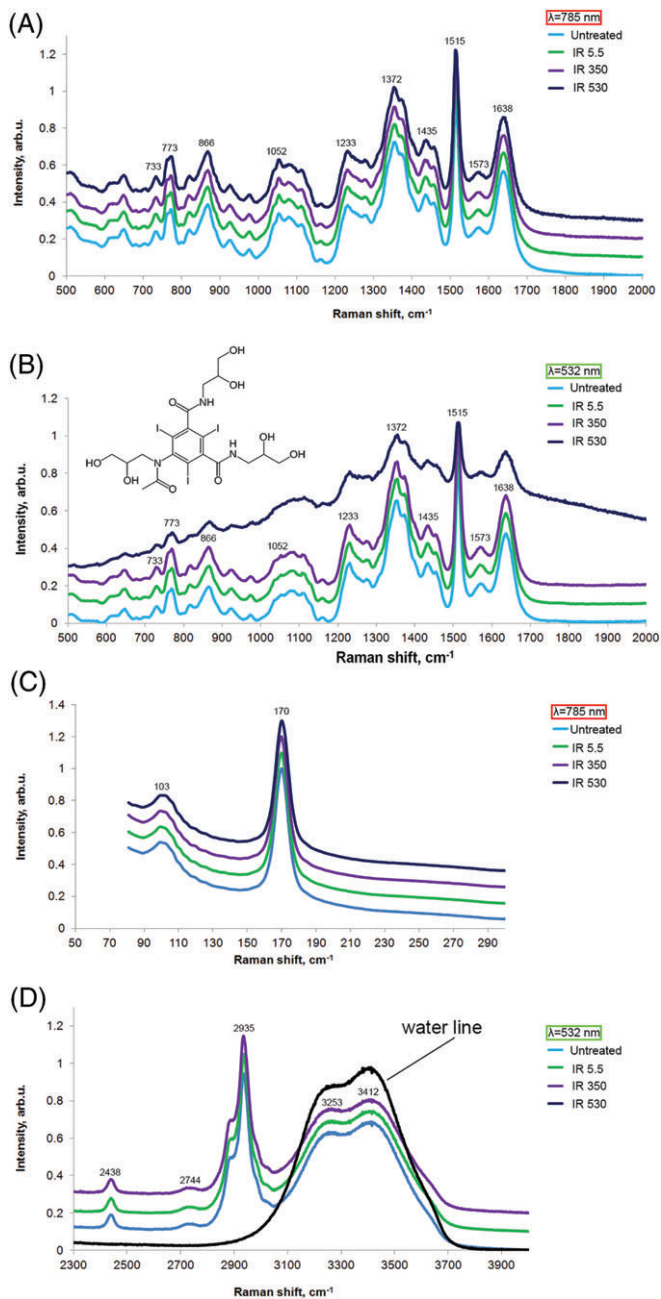 (A)
λ=785 nm
Untreated
IR 5.5
IR 350
IR 530
Intensity, arb.u.
1.2
1
0.8
0.6
0.4
0.2
0
733
773
866
1052
1233
1372
1435
1515
1573
1638
500 600 700 800 900 1000 1100 1200 1300 1400 1500 1600 1700 1800 1900 2000
Raman shift, cm-1
(B)
λ=532 nm
Untreated
IR 5.5
IR 350
IR 530
OH
OH
O
NH
I
I
HO
OH
N
O
I
O
NH
OH
OH
Intensity, arb.u.
1.2
1
0.8
0.6
0.4
0.2
0
733
773
866
1052
1233
1372
1435
1515
1573
1638
500 600 700 800 900 1000 1100 1200 1300 1400 1500 1600 1700 1800 1900 2000
Raman shift, cm-1
(C)
λ=785 nm
Untreated
IR 5.5
IR 350
IR 530
Intensity, arb.u.
1.4
1.2
1
0.8
0.6
0.4
0.2
0
103
170
50 70 90 110 130 150 170 190 210 230 250 270 290
Raman shift, cm-1
(D)
λ=532 nm
Untreated
IR 5.5
IR 350
IR 530
water line
Intensity, arb.u.
1.2
1
0.8
0.6
0.4
0.2
0
2438
2744
2935
3253
3412
2300 2500 2700 2900 3100 3300 3500 3700 3900
Raman shift, cm-1